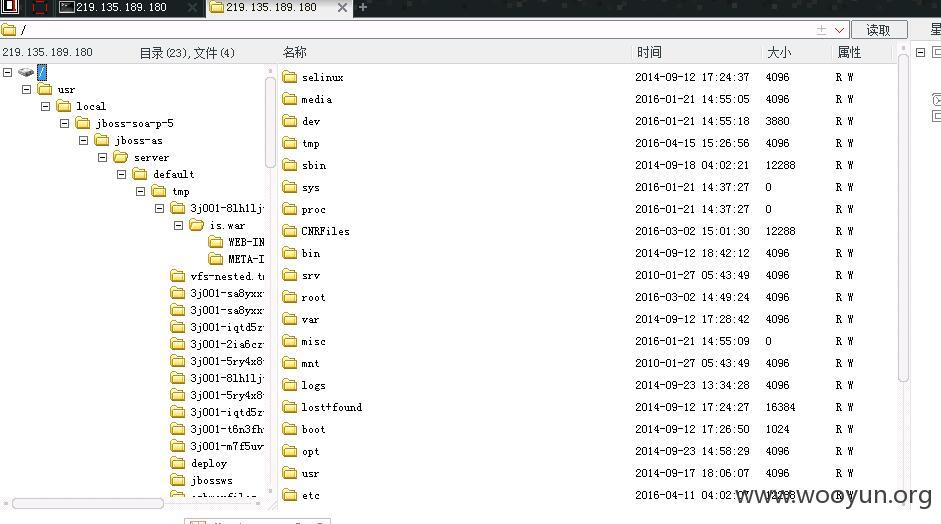 219.135.189.180 219.135.189.180
/ 读取
219.135.189.180 目录(23),文件(4) 名称 时间 大小 属性
/
usr
local
jboss-soa-p-5
jboss-as
server
default
tmp
3j001-8lh1lj
is.war
WEB-IN
META-I
vfs-nested.t
3j001-sa8yxx
3j001-sa8yxx
3j001-iqtd5z
3j001-2ia6cz
3j001-5ry4x8
3j001-8lh1lj
3j001-5ry4x8
3j001-iqtd5z
3j001-t6n3fh
3j001-m7f5uv
deploy
jbossws
selinux 2014-09-12 17:24:37 4096 R W
media 2016-01-21 14:55:05 4096 R W
dev 2016-01-21 14:55:18 3880 R W
tmp 2016-04-15 15:26:56 4096 R W
sbin 2014-09-18 04:02:21 12288 R W
sys 2016-01-21 14:37:27 0 R W
proc 2016-01-21 14:37:27 0 R W
CNRFiles 2016-03-02 15:01:30 12288 R W
bin 2014-09-12 18:42:12 4096 R W
srv 2010-01-27 05:43:49 4096 R W
root 2016-03-02 14:49:24 4096 R W
var 2014-09-12 17:28:42 4096 R W
misc 2016-01-21 14:55:09 0 R W
mnt 2010-01-27 05:43:49 4096 R W
logs 2014-09-23 13:34:28 4096 R W
lost+found 2014-09-12 17:24:27 16384 R W
boot 2014-09-12 17:26:50 1024 R W
opt 2014-09-23 14:58:29 4096 R W
usr 2014-09-17 18:06:07 4096 R W
etc 2016-04-11 04:02: 12288 R W
www.wooyun.org